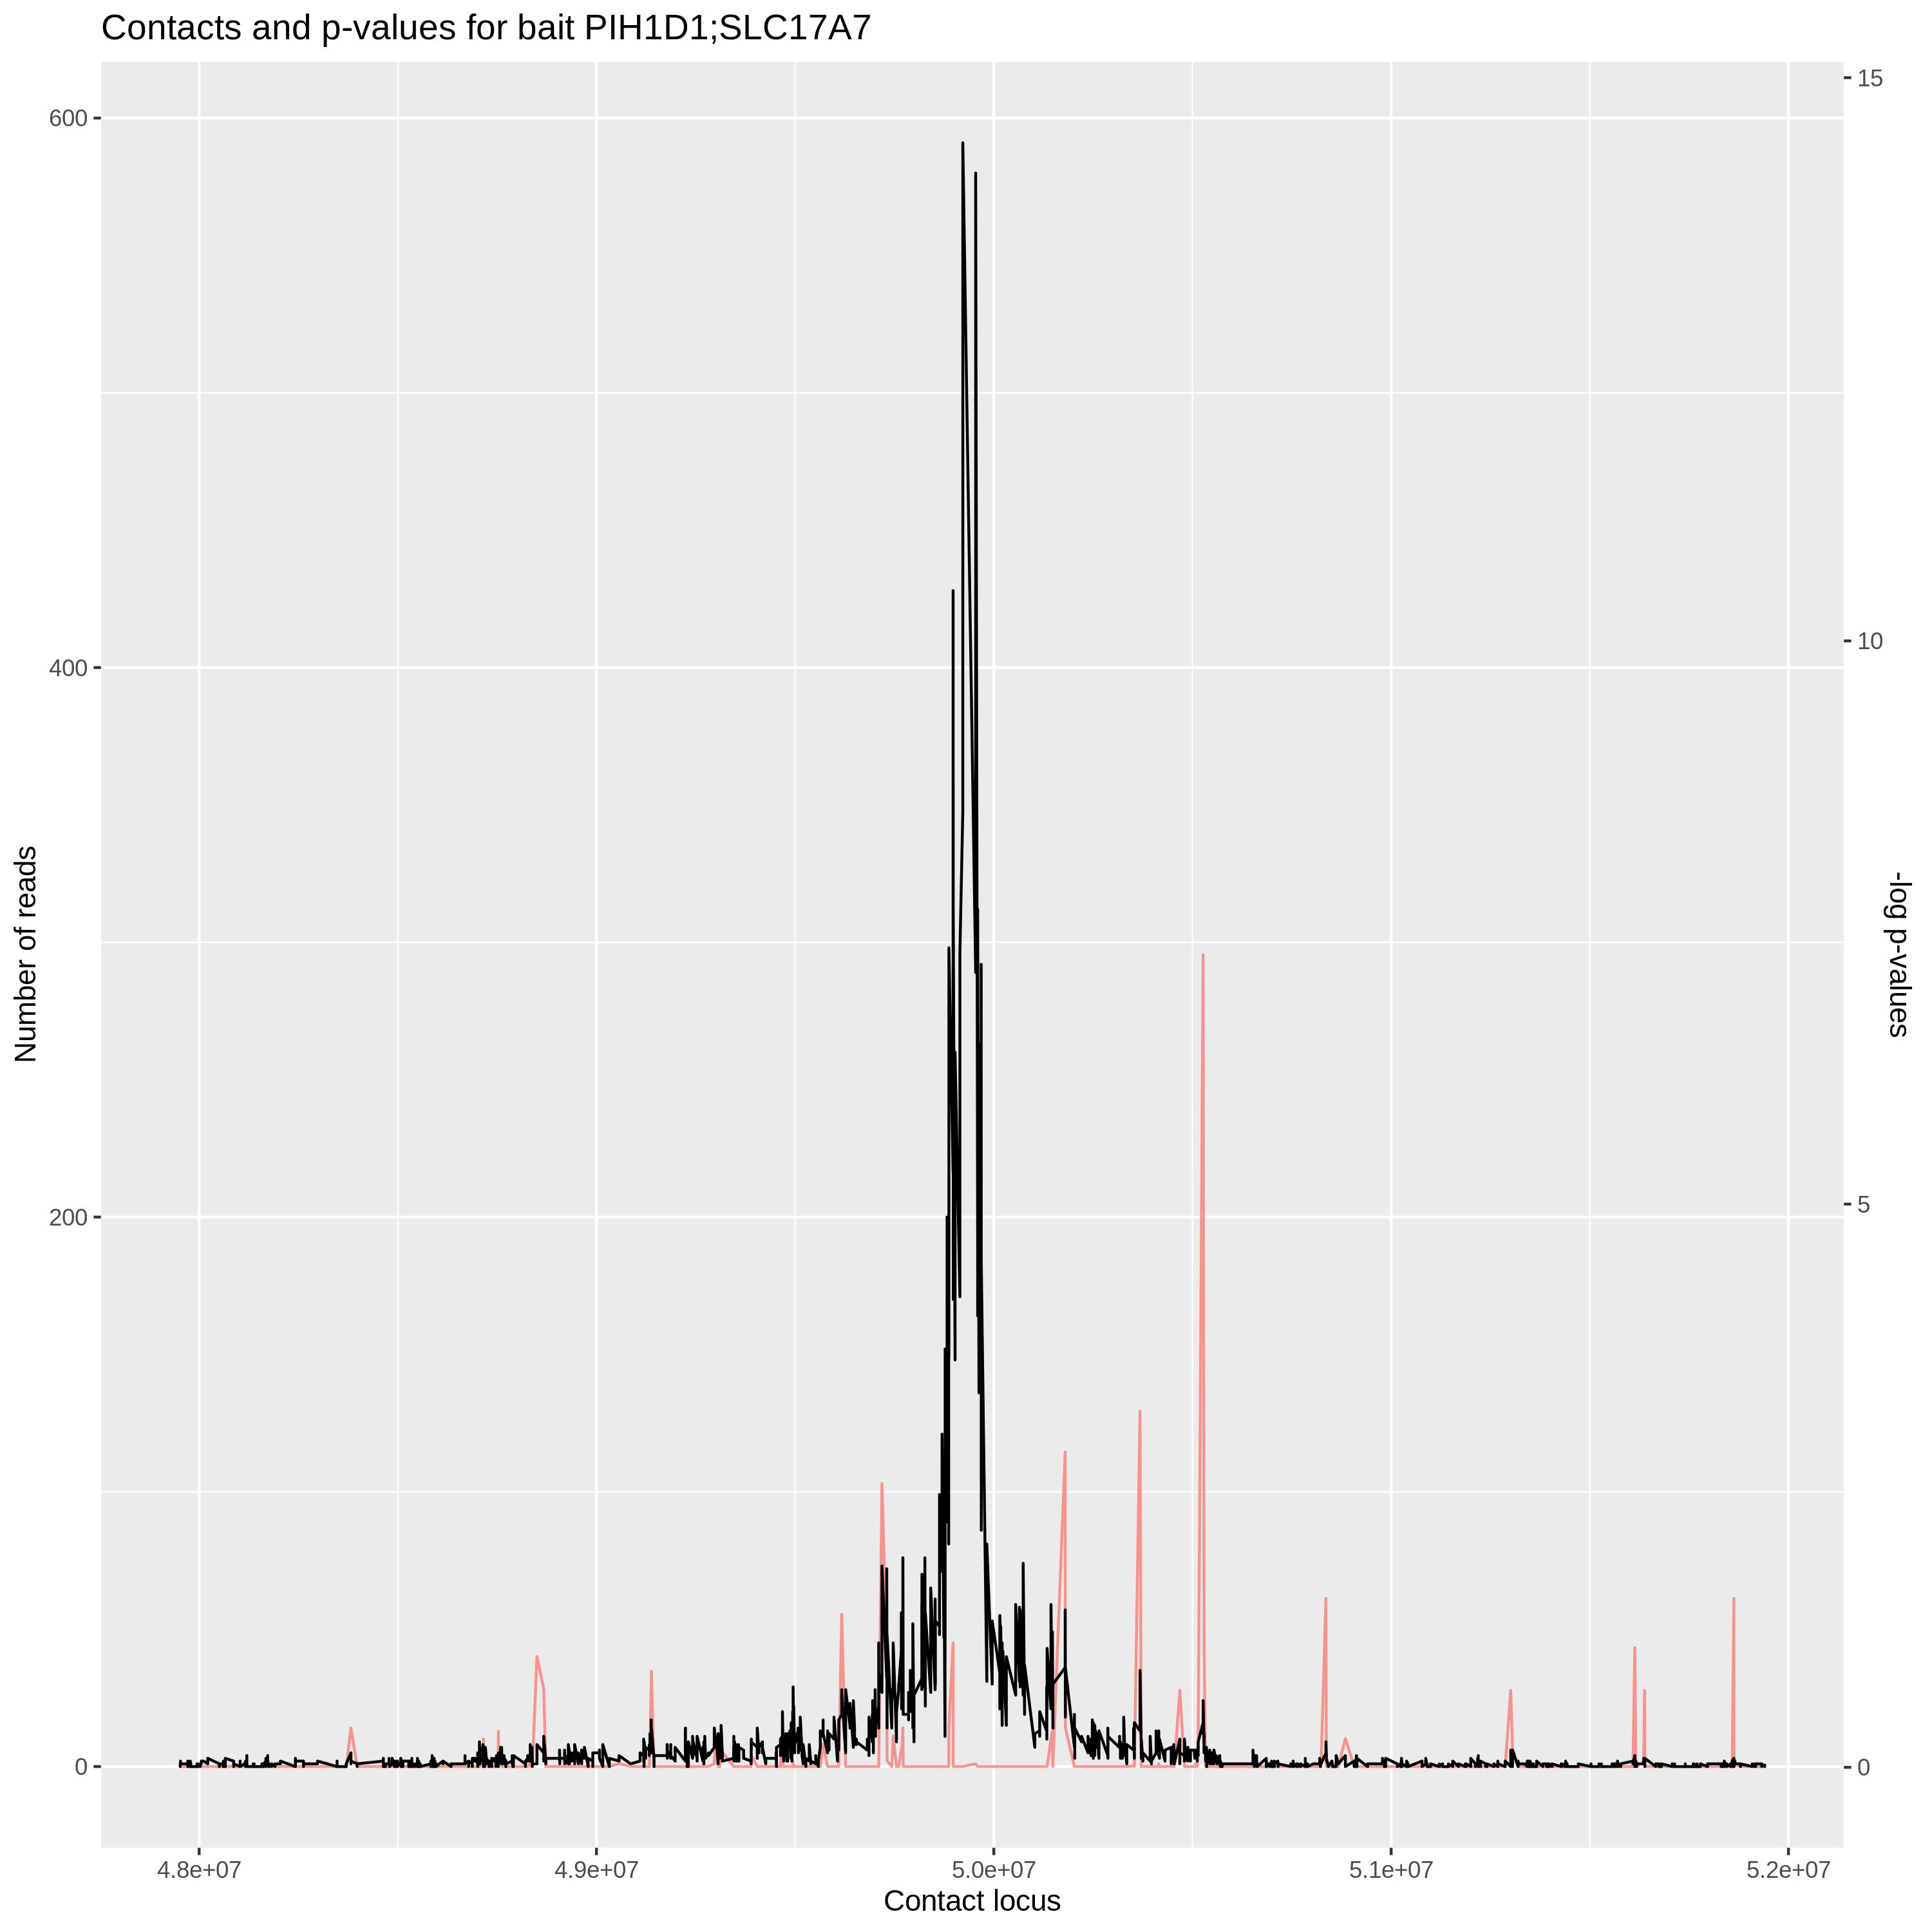 Contacts and p-values for bait PIH1D1;SLC17A7
600
400
200
0
Number of reads
15
10
5
0
-log p-values
4.8e+07
4.9e+07
5.0e+07
5.1e+07
5.2e+07
Contact locus